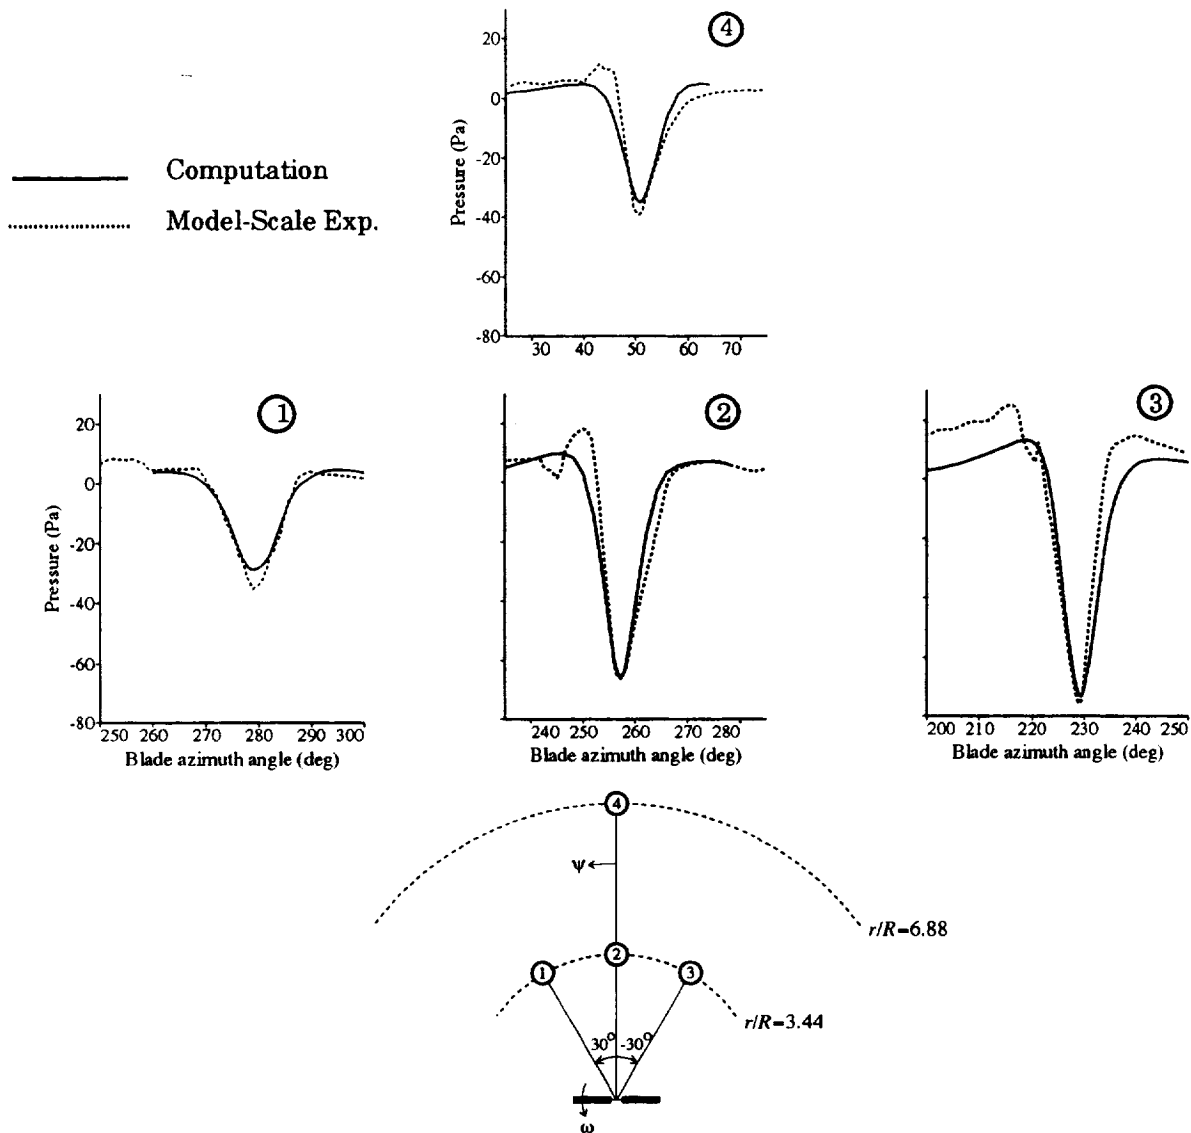 4
20
0
-20
-40
-60
-80
Pressure (Pa)
30 40 50 60 70
Computation
Model-Scale Exp.
1
20
0
-20
-40
-60
-80
Pressure (Pa)
250 260 270 280 290 300
Blade azimuth angle (deg)
2
240 250 260 270 280
Blade azimuth angle (deg)
3
200 210 220 230 240 250
Blade azimuth angle (deg)
4
ψ
r/R=6.88
2
1
3
r/R=3.44
30° -30°
ω